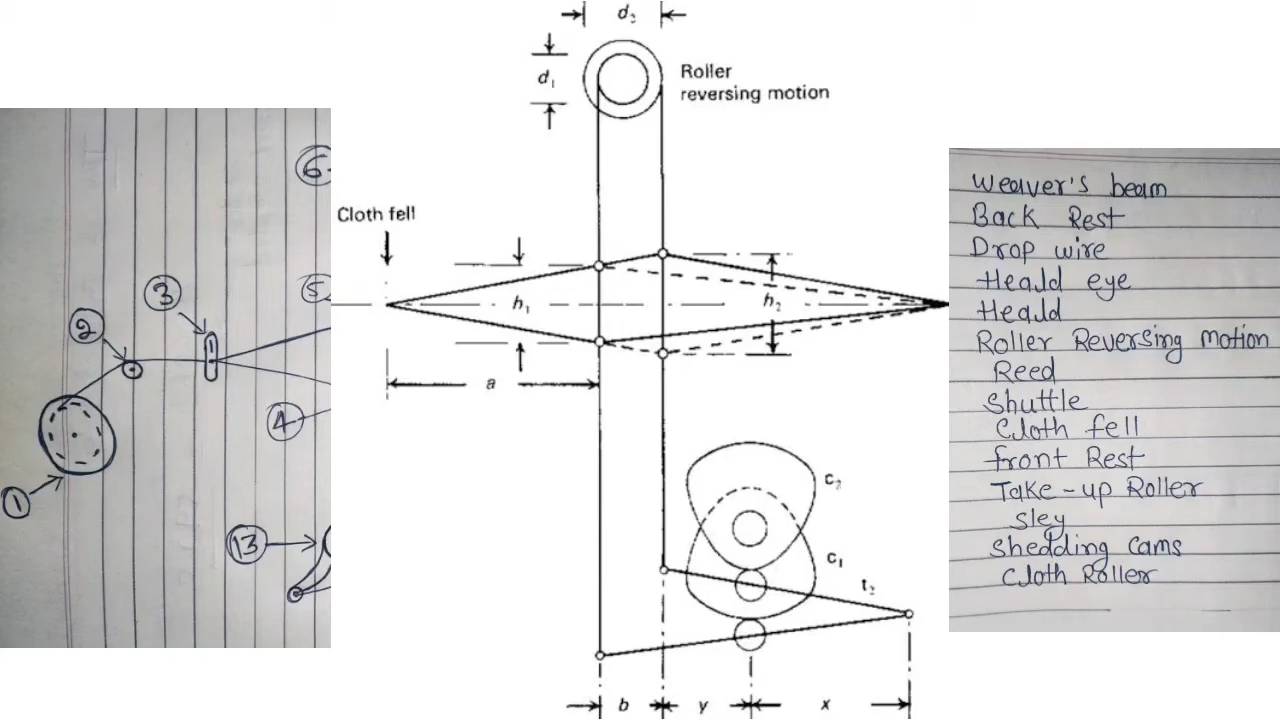 6
3
5
2
4
1
13
d₂
d₁
Roller
reversing motion
Cloth fell
h₁
h₂
a
c₂
c₁
t₂
b
y
x
Weaver's beam
Back Rest
Drop wire
Heald eye
Heald
Roller Reversing motion
Reed
Shuttle
Cloth fell
front Rest
Take-up Roller
Sley
Shedding Cams
Cloth Roller